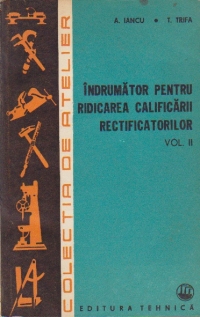 A. IANCU • T. TRIFA
ÎNDRUMĂTOR PENTRU
RIDICAREA CALIFICĂRII
RECTIFICATORILOR
VOL. II
COLECȚIA DE ATELIER
EDITURA TEHNICĂ